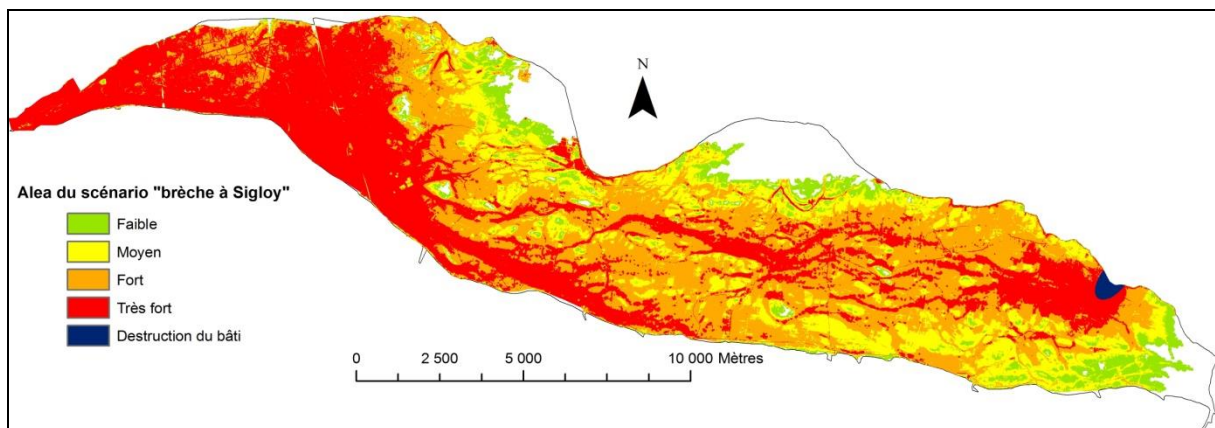 N
Alea du scénario "brèche à Sigloy"
Faible
Moyen
Fort
Très fort
Destruction du bâti
0 2 500 5 000 10 000 Mètres